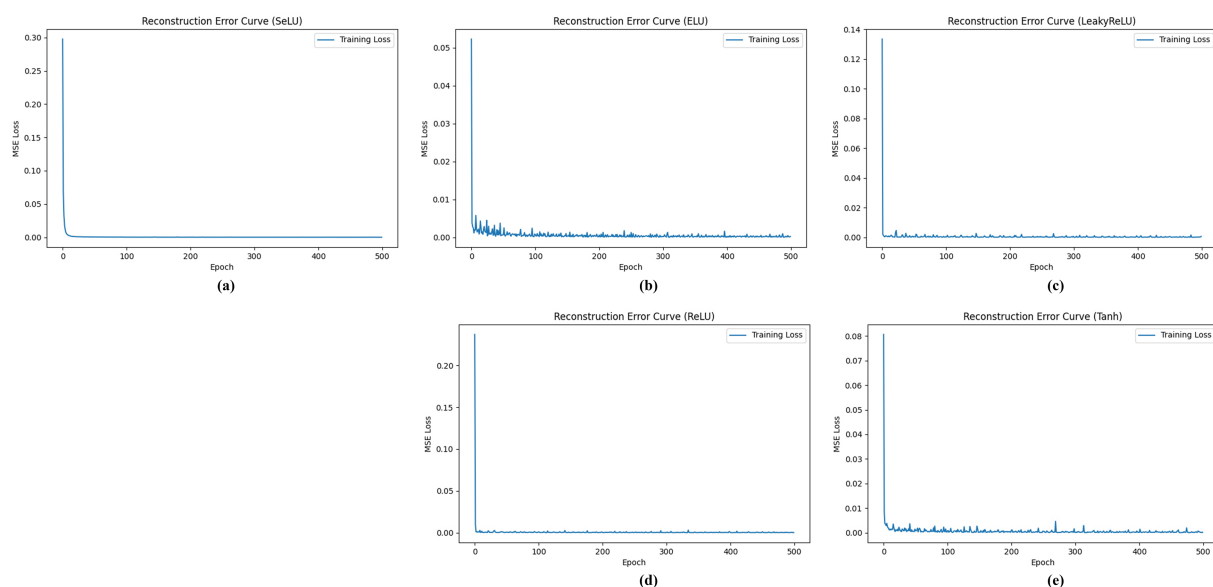 Reconstruction Error Curve (SeLU)
Training Loss
MSE Loss
0.30
0.25
0.20
0.15
0.10
0.05
0.00
0 100 200 300 400 500
Epoch
(a)
Reconstruction Error Curve (ELU)
Training Loss
MSE Loss
0.05
0.04
0.03
0.02
0.01
0.00
0 100 200 300 400 500
Epoch
(b)
Reconstruction Error Curve (LeakyReLU)
Training Loss
MSE Loss
0.14
0.12
0.10
0.08
0.06
0.04
0.02
0.00
0 100 200 300 400 500
Epoch
(c)
Reconstruction Error Curve (ReLU)
Training Loss
MSE Loss
0.20
0.15
0.10
0.05
0.00
0 100 200 300 400 500
Epoch
(d)
Reconstruction Error Curve (Tanh)
Training Loss
MSE Loss
0.08
0.07
0.06
0.05
0.04
0.03
0.02
0.01
0.00
0 100 200 300 400 500
Epoch
(e)